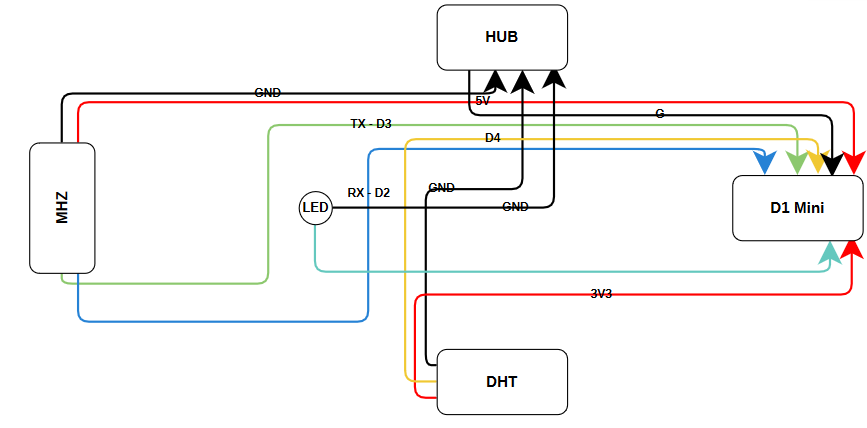 HUB
GND
5V
G
TX - D3
D4
MHZ
GND
RX - D2
LED
GND
D1 Mini
3V3
DHT